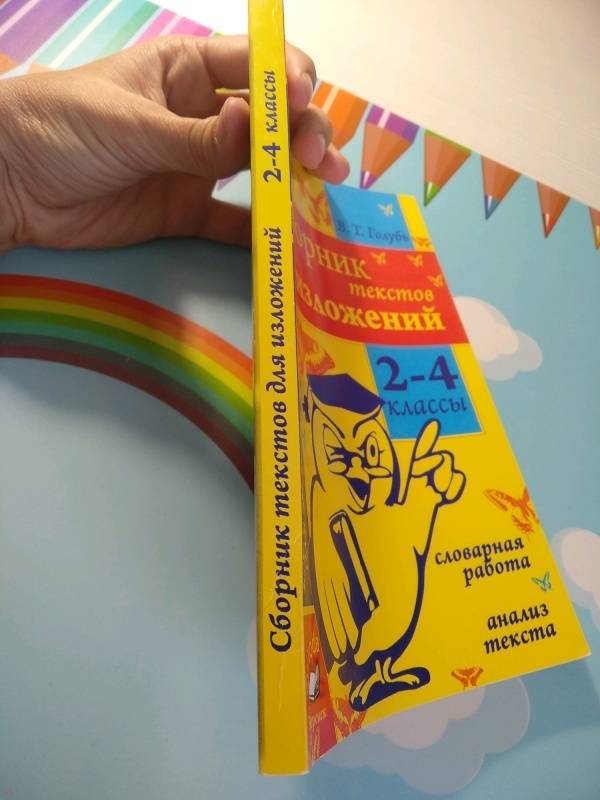 Сборник текстов для изложений 2-4 классы
В. Т. Голубь
Сборник
текстов
изложений
2-4
классы
словарная
работа
анализ
текста